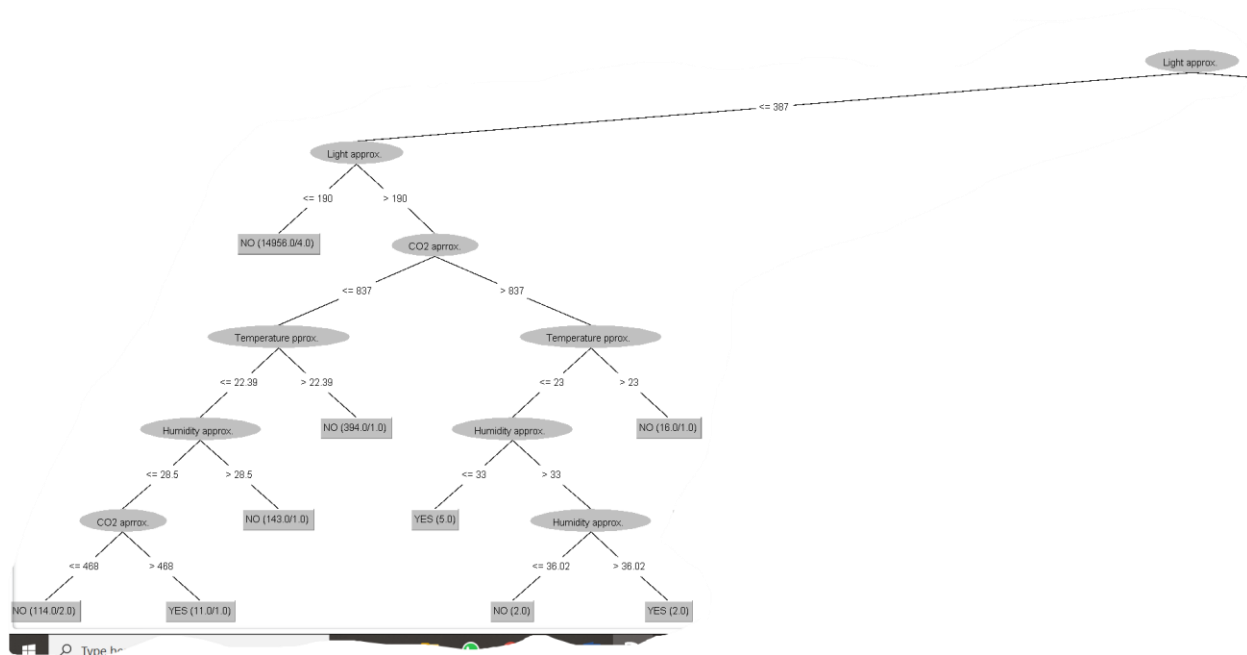 Light approx.
<= 387
Light approx.
<= 190
> 190
NO (14956.0/4.0)
CO2 aprrox.
<= 837
> 837
Temperature pprox.
Temperature pprox.
<= 22.39
> 22.39
<= 23
> 23
Humidity approx.
NO (394.0/1.0)
Humidity approx.
NO (16.0/1.0)
<= 28.5
> 28.5
<= 33
> 33
CO2 aprrox.
NO (143.0/1.0)
YES (5.0)
Humidity approx.
<= 468
> 468
<= 36.02
> 36.02
NO (114.0/2.0)
YES (11.0/1.0)
NO (2.0)
YES (2.0)
Type